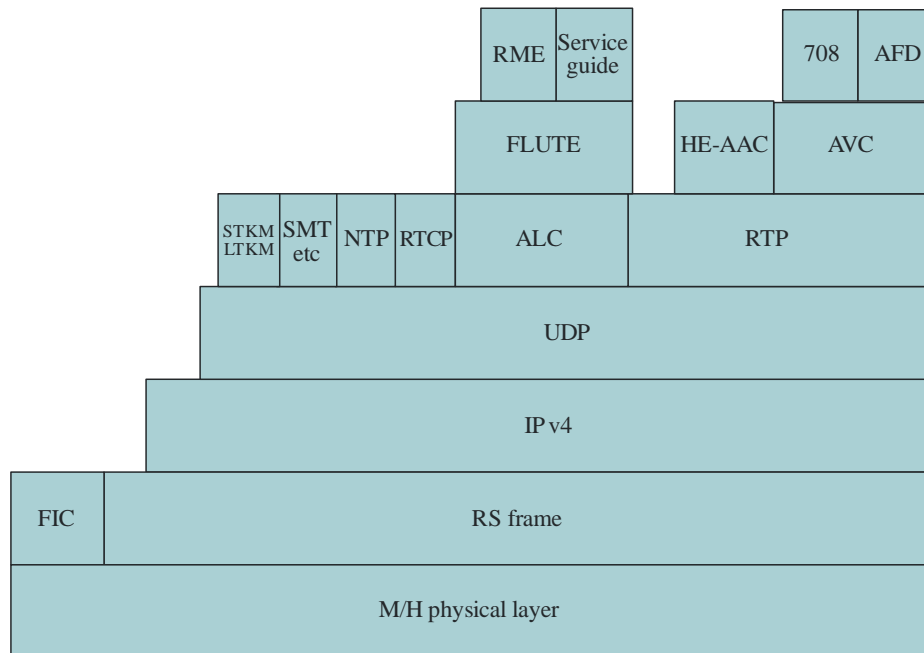 RME
Service
guide
708
AFD
FLUTE
HE-AAC
AVC
STKM
LTKM
SMT
etc
NTP
RTCP
ALC
RTP
UDP
IP v4
FIC
RS frame
M/H physical layer